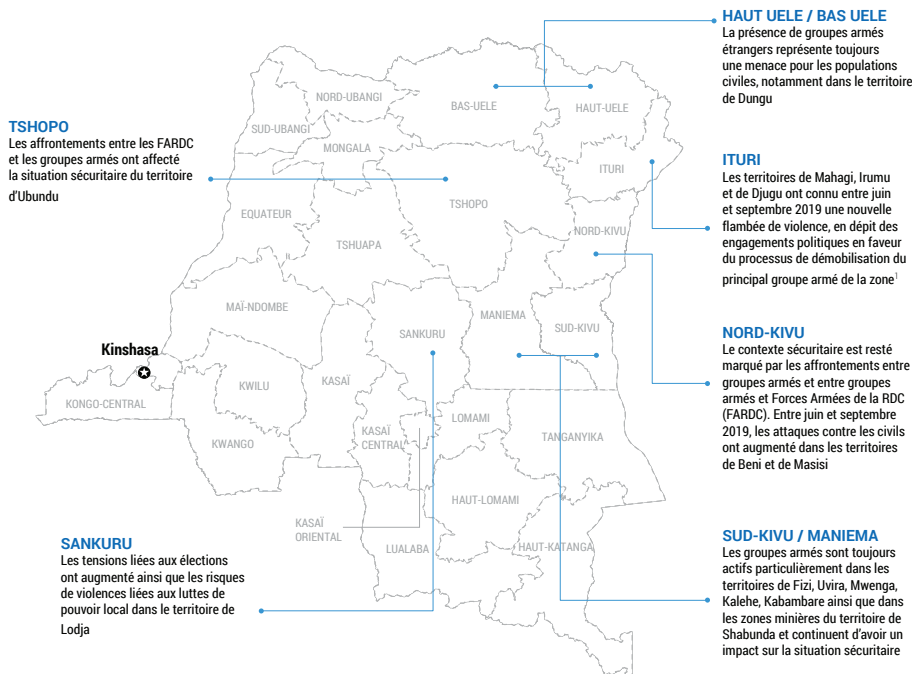 HAUT UELE / BAS UELE
La présence de groupes armés
étrangers représente toujours
une menace pour les populations
civiles, notamment dans le territoire
de Dungu
TSHOPO
Les affrontements entre les FARDC
et les groupes armés ont affecté
la situation sécuritaire du territoire
d'Ubundu
ITURI
Les territoires de Mahagi, Irumu
et de Djugu ont connu entre juin
et septembre 2019 une nouvelle
flambée de violence, en dépit des
engagements politiques en faveur
du processus de démobilisation du
principal groupe armé de la zone¹
NORD-KIVU
Le contexte sécuritaire est resté
marqué par les affrontements entre
groupes armés et entre groupes
armés et Forces Armées de la RDC
(FARDC). Entre juin et septembre
2019, les attaques contre les civils
ont augmenté dans les territoires
de Beni et de Masisi
SANKURU
Les tensions liées aux élections
ont augmenté ainsi que les risques
de violences liées aux luttes de
pouvoir local dans le territoire de
Lodja
SUD-KIVU / MANIEMA
Les groupes armés sont toujours
actifs particulièrement dans les
territoires de Fizi, Uvira, Mwenga,
Kalehe, Kabambare ainsi que dans
les zones minières du territoire de
Shabunda et continuent d'avoir un
impact sur la situation sécuritaire
NORD-UBANGI
BAS-UELE
HAUT-UELE
SUD-UBANGI
MONGALA
ITURI
TSHOPO
EQUATEUR
NORD-KIVU
TSHUAPA
MAÏ-NDOMBE
MANIEMA
SANKURU
SUD-KIVU
Kinshasa
KASAÏ
KWILU
KONGO-CENTRAL
LOMAMI
KASAÏ
CENTRAL
TANGANYIKA
KWANGO
HAUT-LOMAMI
KASAÏ
ORIENTAL
LUALABA
HAUT-KATANGA